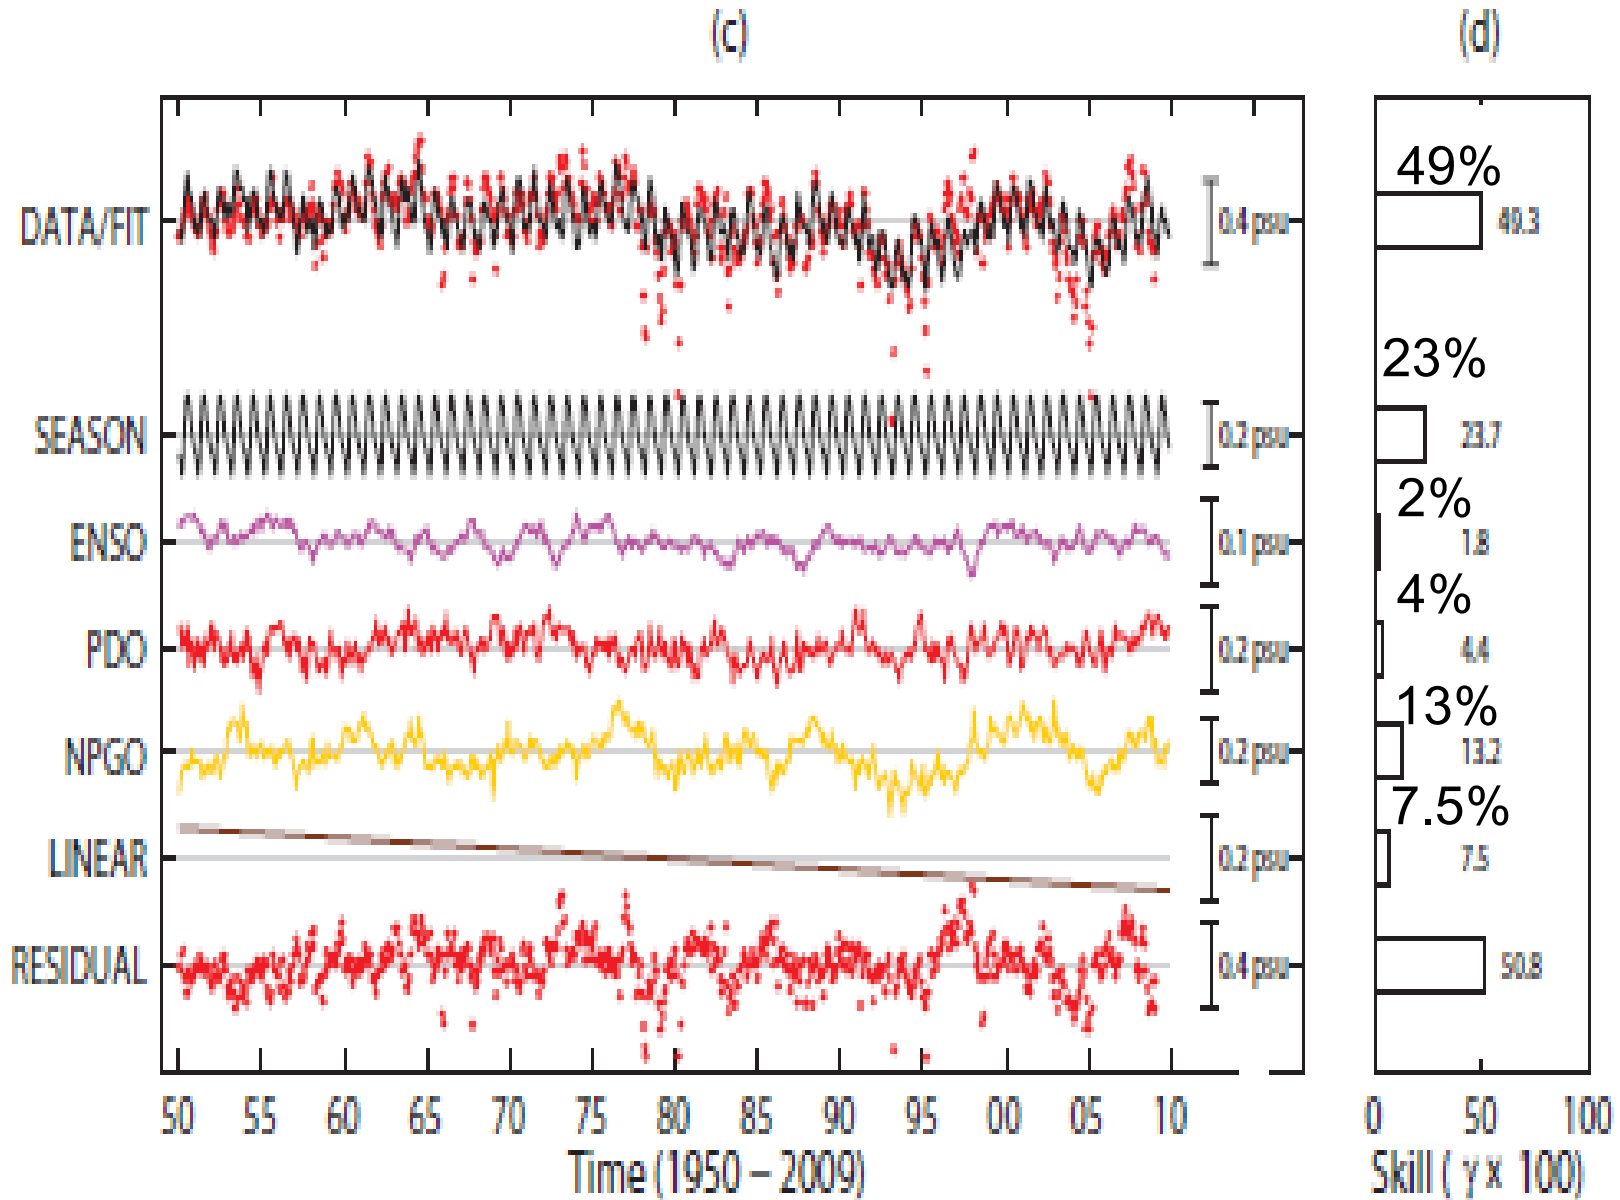 (c) (d)
DATA/FIT 0.4 psu 49% 49.3
SEASON 0.2 psu 23% 23.7
ENSO 0.1 psu 2% 1.8
PDO 0.2 psu 4% 4.4
NPGO 0.2 psu 13% 13.2
LINEAR 0.2 psu 7.5% 7.5
RESIDUAL 0.4 psu 50.8
50 55 60 65 70 75 80 85 90 95 00 05 10 0 50 100
Time (1950 – 2009) Skill ( γ x 100)